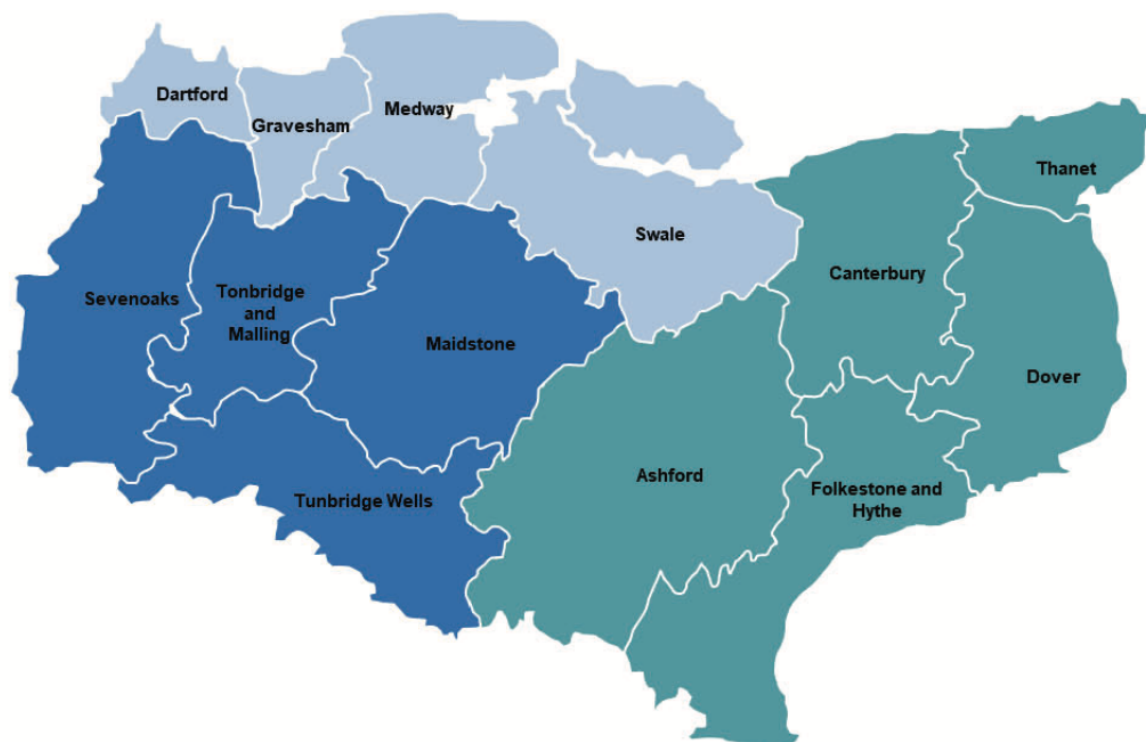 Dartford
Gravesham
Medway
Thanet
Swale
Canterbury
Sevenoaks
Tonbridge
and
Malling
Maidstone
Dover
Ashford
Tunbridge Wells
Folkestone and
Hythe